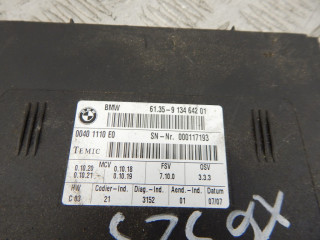 BMW 61.35-9 134 642 01
0040 1110 E0 SN-Nr. 000117193
TEMIC
MCV FSV OSV
0.10.20 0.10.18 7.10.0 3.3.3
0.10.21 0.10.19
HW Codier-Ind. Diag.-Ind. Aend.-Ind. Datum
C 03 21 3152 01 07/07